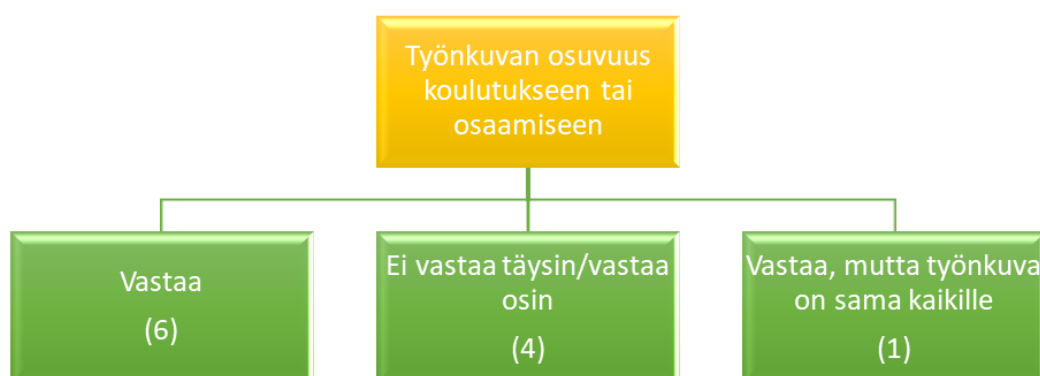 Työnkuvan osuvuus
koulutukseen tai
osaamiseen
Vastaa
(6)
Ei vastaa täysin/vastaa
osin
(4)
Vastaa, mutta työnkuva
on sama kaikille
(1)